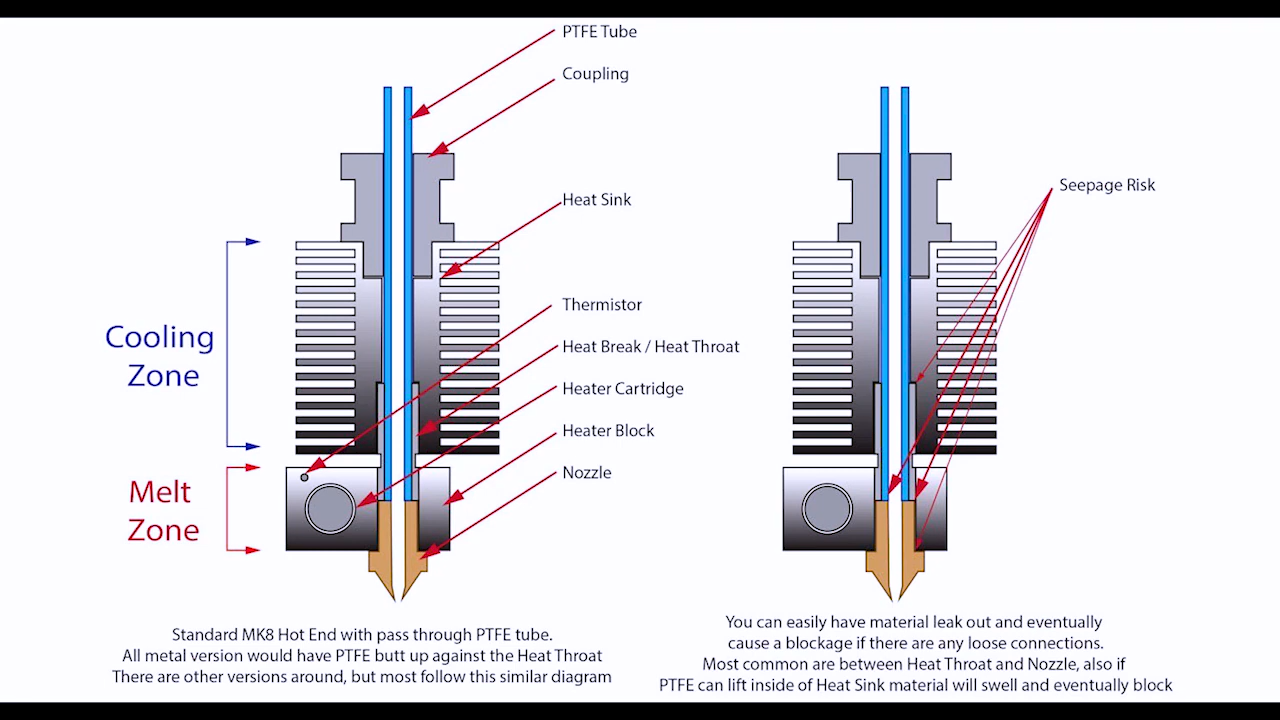 PTFE Tube
Coupling
Heat Sink
Thermistor
Heat Break / Heat Throat
Heater Cartridge
Heater Block
Nozzle
Cooling
Zone
Melt
Zone
Standard MK8 Hot End with pass through PTFE tube.
All metal version would have PTFE butt up against the Heat Throat
There are other versions around, but most follow this similar diagram
Seepage Risk
You can easily have material leak out and eventually
cause a blockage if there are any loose connections.
Most common are between Heat Throat and Nozzle, also if
PTFE can lift inside of Heat Sink material will swell and eventually block